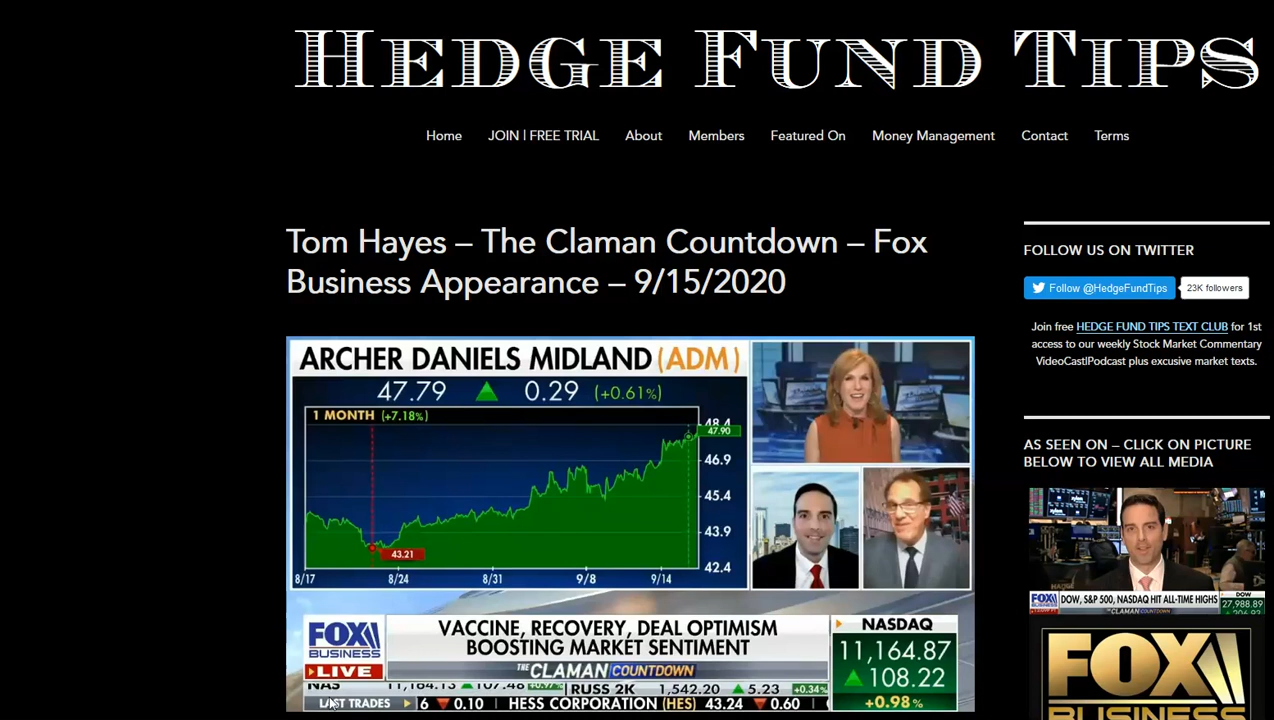 HEDGE FUND TIPS
Home JOIN | FREE TRIAL About Members Featured On Money Management Contact Terms
Tom Hayes – The Claman Countdown – Fox
Business Appearance – 9/15/2020
ARCHER DANIELS MIDLAND (ADM)
47.79 0.29 (+0.61%)
1 MONTH (+7.18%)
48.4
47.90
46.9
45.4
43.9
43.21
42.4
8/17 8/24 8/31 9/8 9/14
FOX
BUSINESS
LIVE
VACCINE, RECOVERY, DEAL OPTIMISM
BOOSTING MARKET SENTIMENT
THE CLAMAN COUNTDOWN
NASDAQ
11,164.87
108.22
+0.98%
NAS 11,164.13 107.48 +0.97% RUSS 2K 1,542.20 5.23 +0.34%
LAST TRADES 6 0.10 HESS CORPORATION (HES) 43.24 0.60
FOLLOW US ON TWITTER
Follow @HedgeFundTips 23K followers
Join free HEDGE FUND TIPS TEXT CLUB for 1st
access to our weekly Stock Market Commentary
VideoCast|Podcast plus excusive market texts.
AS SEEN ON – CLICK ON PICTURE
BELOW TO VIEW ALL MEDIA
FOX
BUSINESS
DOW, S&P 500, NASDAQ HIT ALL-TIME HIGHS
THE CLAMAN COUNTDOWN
DOW
27,988.89
FOX
BUSINESS